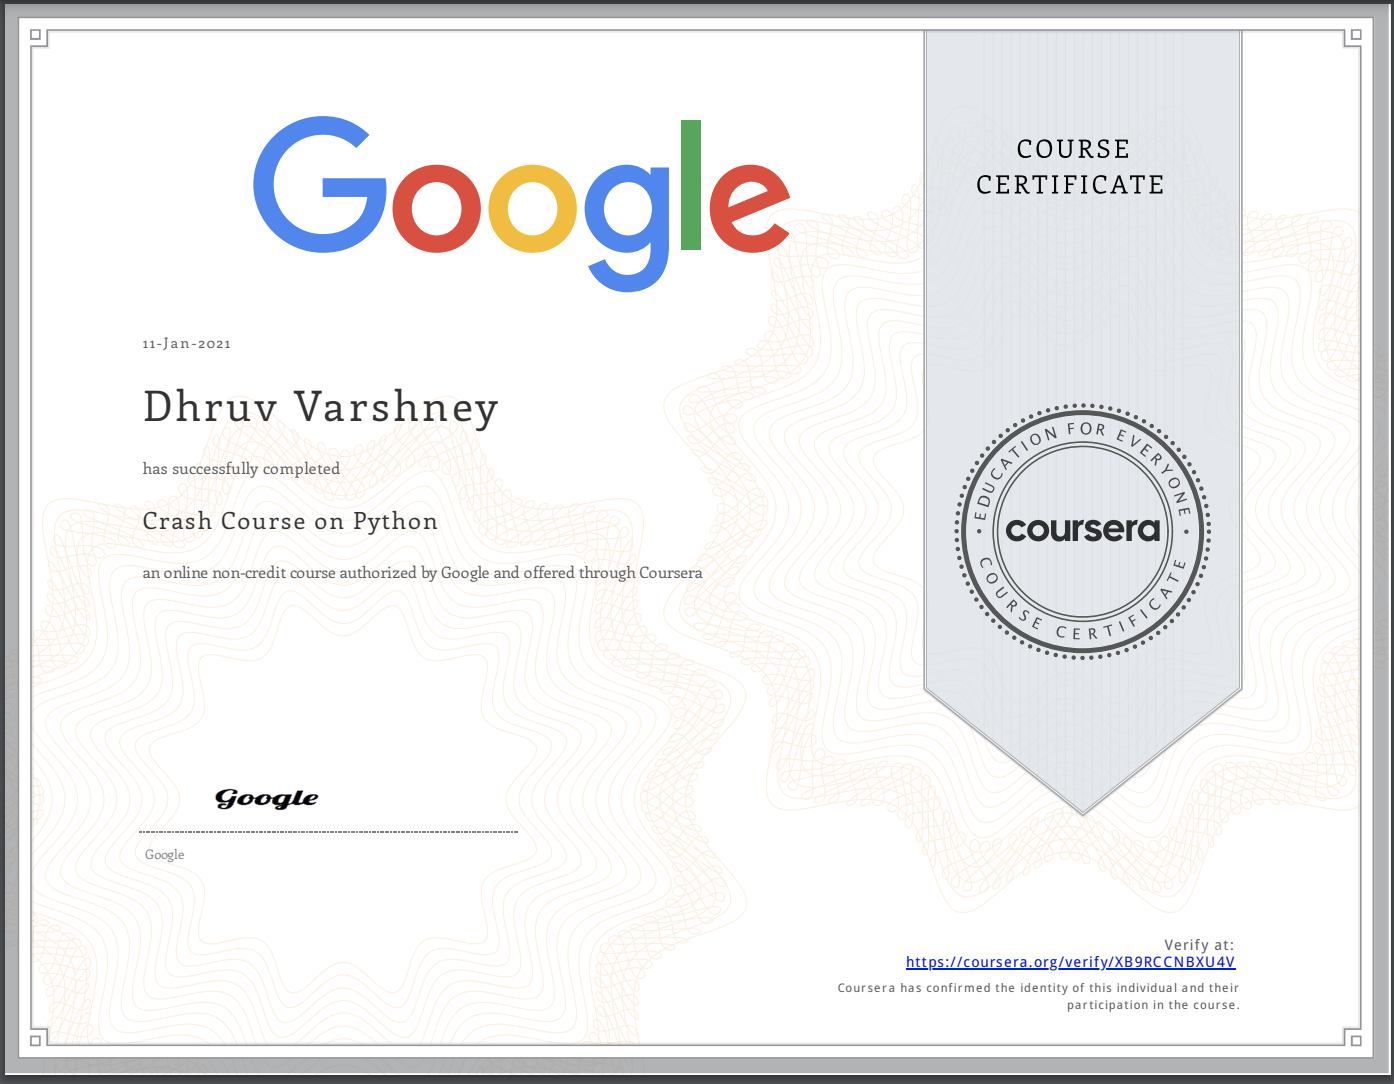 Google
COURSE
CERTIFICATE
11-Jan-2021
Dhruv Varshney
has successfully completed
Crash Course on Python
an online non-credit course authorized by Google and offered through Coursera
EDUCATION FOR EVERYONE
coursera
COURSE CERTIFICATE
Google
Google
Verify at:
https://coursera.org/verify/XB9RCCNBXU4V
Coursera has confirmed the identity of this individual and their
participation in the course.